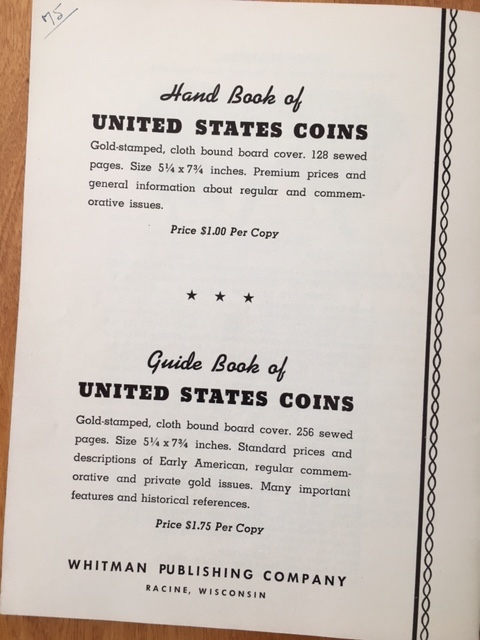 75
Hand Book of
UNITED STATES COINS
Gold-stamped, cloth bound board cover. 128 sewed
pages. Size 5¼ x 7¾ inches. Premium prices and
general information about regular and commem-
orative issues.
Price $1.00 Per Copy
★ ★ ★
Guide Book of
UNITED STATES COINS
Gold-stamped, cloth bound board cover. 256 sewed
pages. Size 5¼ x 7¾ inches. Standard prices and
descriptions of Early American, regular commem-
orative and private gold issues. Many important
features and historical references.
Price $1.75 Per Copy
WHITMAN PUBLISHING COMPANY
RACINE, WISCONSIN